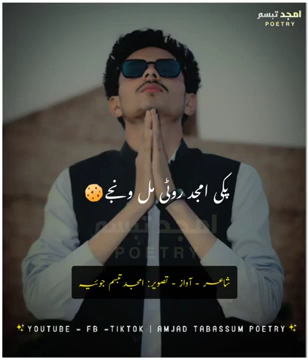 امجد تبسم
POETRY
پکی امجد روٹی مل ونجے
شاعر - آواز - تصویر: امجد تبسم جوئیہ
YOUTUBE - FB -TIKTOK | AMJAD TABASSUM POETRY